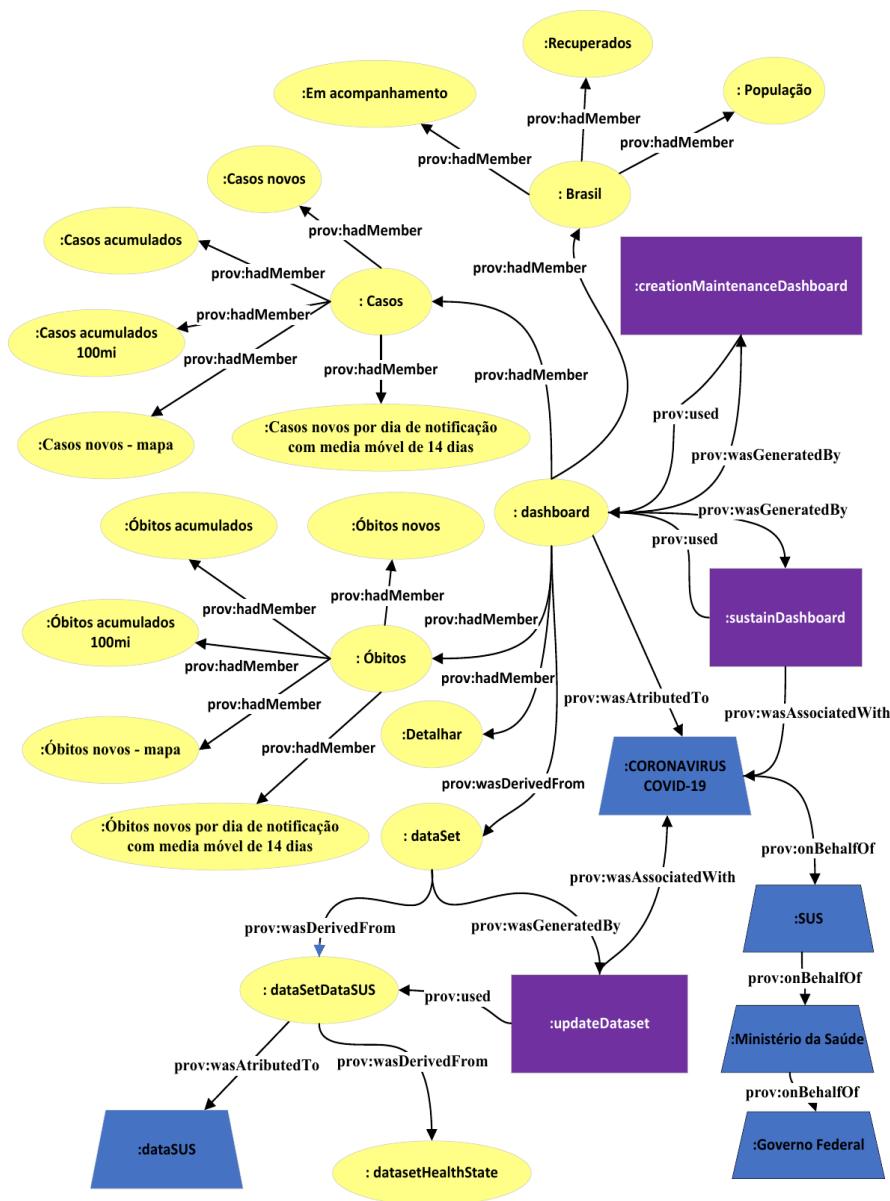 :Recuperados
:Em acompanhamento
: População
prov:hadMember
prov:hadMember
prov:hadMember
:Casos novos
: Brasil
prov:hadMember
:Casos acumulados
prov:hadMember
prov:hadMember
:creationMaintenanceDashboard
: Casos
prov:hadMember
:Casos acumulados
100mi
prov:hadMember
prov:hadMember
prov:hadMember
prov:used
:Casos novos - mapa
:Casos novos por dia de notificação
com media móvel de 14 dias
prov:wasGeneratedBy
: dashboard
prov:wasGeneratedBy
:Óbitos acumulados
:Óbitos novos
prov:used
prov:hadMember
prov:hadMember
prov:hadMember
:Óbitos acumulados
100mi
:sustainDashboard
: Óbitos
prov:hadMember
prov:hadMember
prov:hadMember
prov:wasAtributedTo
prov:wasAssociatedWith
:Óbitos novos - mapa
:Detalhar
prov:hadMember
:CORONAVIRUS
COVID-19
prov:wasDerivedFrom
:Óbitos novos por dia de notificação
com media móvel de 14 dias
: dataSet
prov:onBehalfOf
prov:wasAssociatedWith
prov:wasDerivedFrom
prov:wasGeneratedBy
:SUS
prov:onBehalfOf
: dataSetDataSUS
prov:used
:updateDataset
:Ministério da Saúde
prov:wasAtributedTo
prov:wasDerivedFrom
prov:onBehalfOf
:dataSUS
:Governo Federal
: datasetHealthState